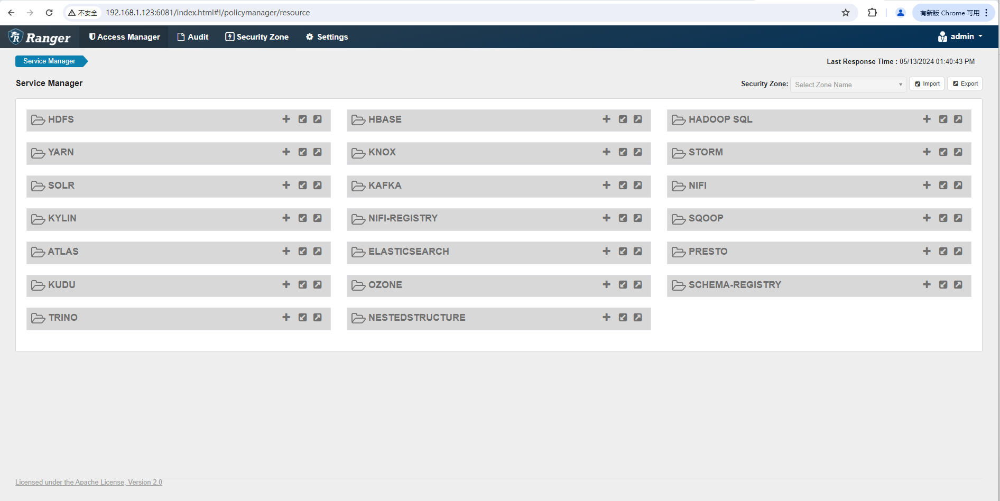 不安全 192.168.1.123:6081/index.html#!/policymanager/resource 有新版 Chrome 可用
Ranger Access Manager Audit Security Zone Settings admin
Service Manager Last Response Time : 05/13/2024 01:40:43 PM
Service Manager Security Zone: Select Zone Name Import Export
HDFS HBASE HADOOP SQL
YARN KNOX STORM
SOLR KAFKA NIFI
KYLIN NIFI-REGISTRY SQOOP
ATLAS ELASTICSEARCH PRESTO
KUDU OZONE SCHEMA-REGISTRY
TRINO NESTEDSTRUCTURE
Licensed under the Apache License, Version 2.0